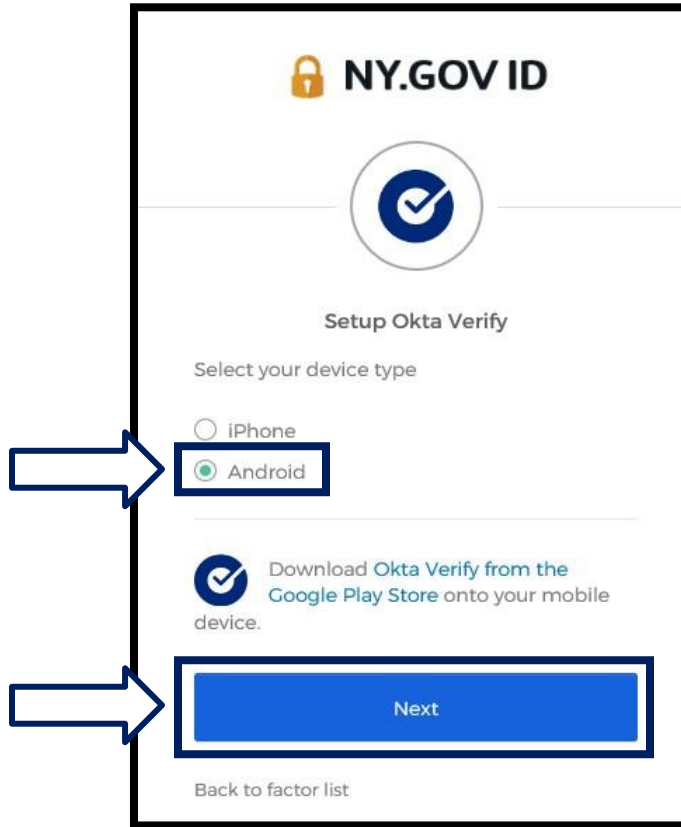 NY.GOV ID
Setup Okta Verify
Select your device type
iPhone
Android
Download Okta Verify from the
Google Play Store onto your mobile
device.
Next
Back to factor list